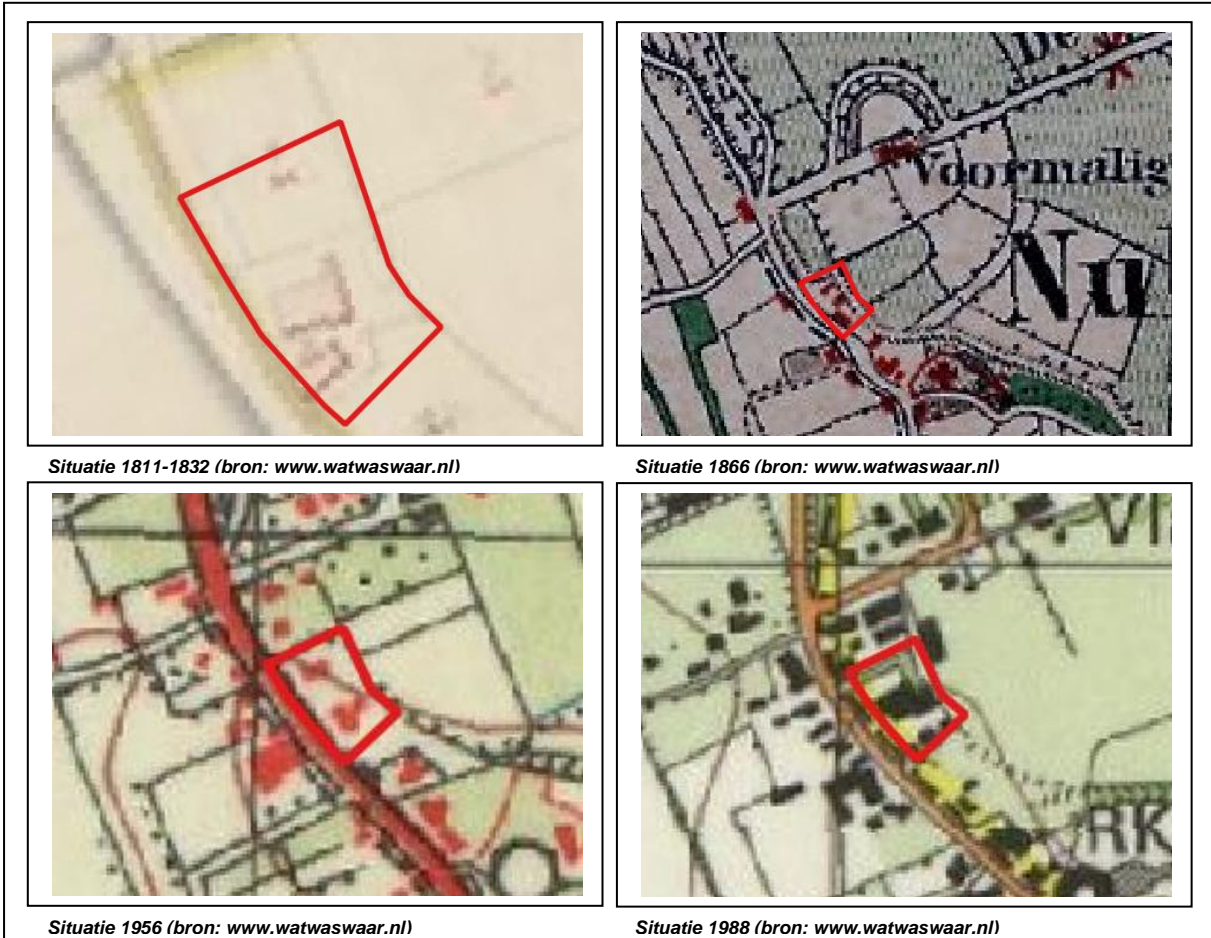 Voormalig
Nu
Situatie 1811-1832 (bron: www.watwaswaar.nl)
Situatie 1866 (bron: www.watwaswaar.nl)
RK
Situatie 1956 (bron: www.watwaswaar.nl)
Situatie 1988 (bron: www.watwaswaar.nl)